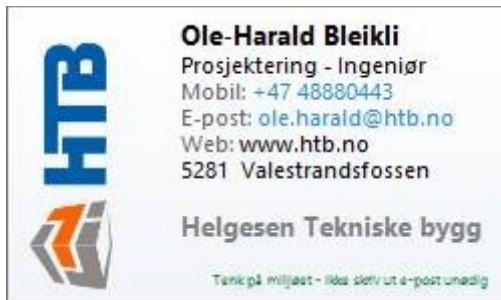 HTB
Ole-Harald Bleikli
Prosjektering - Ingeniør
Mobil: +47 48880443
E-post: ole.harald@htb.no
Web: www.htb.no
5281 Valestrandsfossen
Helgesen Tekniske bygg
Tenk på miljøet - ikke skriv ut e-post unødig